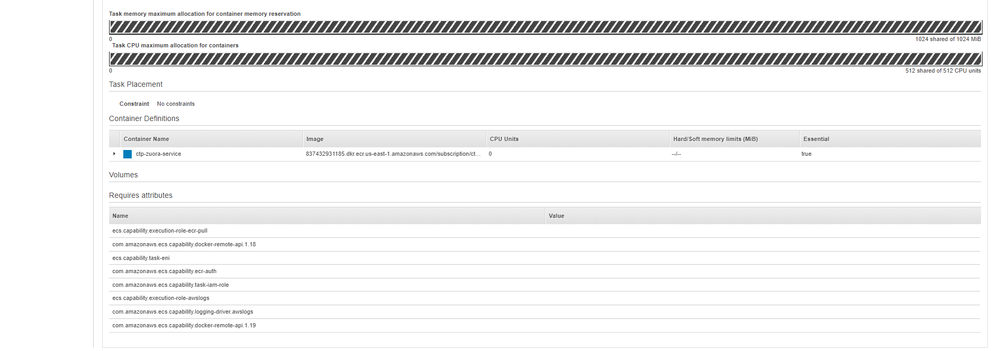 Task memory maximum allocation for container memory reservation
0
1024 shared of 1024 MiB
Task CPU maximum allocation for containers
0
512 shared of 512 CPU units
Task Placement
Constraint No constraints
Container Definitions
Container Name Image CPU Units Hard/Soft memory limits (MiB) Essential
ctp-zuora-service 837432931185.dkr.ecr.us-east-1.amazonaws.com/subscription/ct... 0 --/-- true
Volumes
Requires attributes
Name Value
ecs.capability.execution-role-ecr-pull
com.amazonaws.ecs.capability.docker-remote-api.1.18
ecs.capability.task-eni
com.amazonaws.ecs.capability.ecr-auth
com.amazonaws.ecs.capability.task-iam-role
ecs.capability.execution-role-awslogs
com.amazonaws.ecs.capability.logging-driver.awslogs
com.amazonaws.ecs.capability.docker-remote-api.1.19